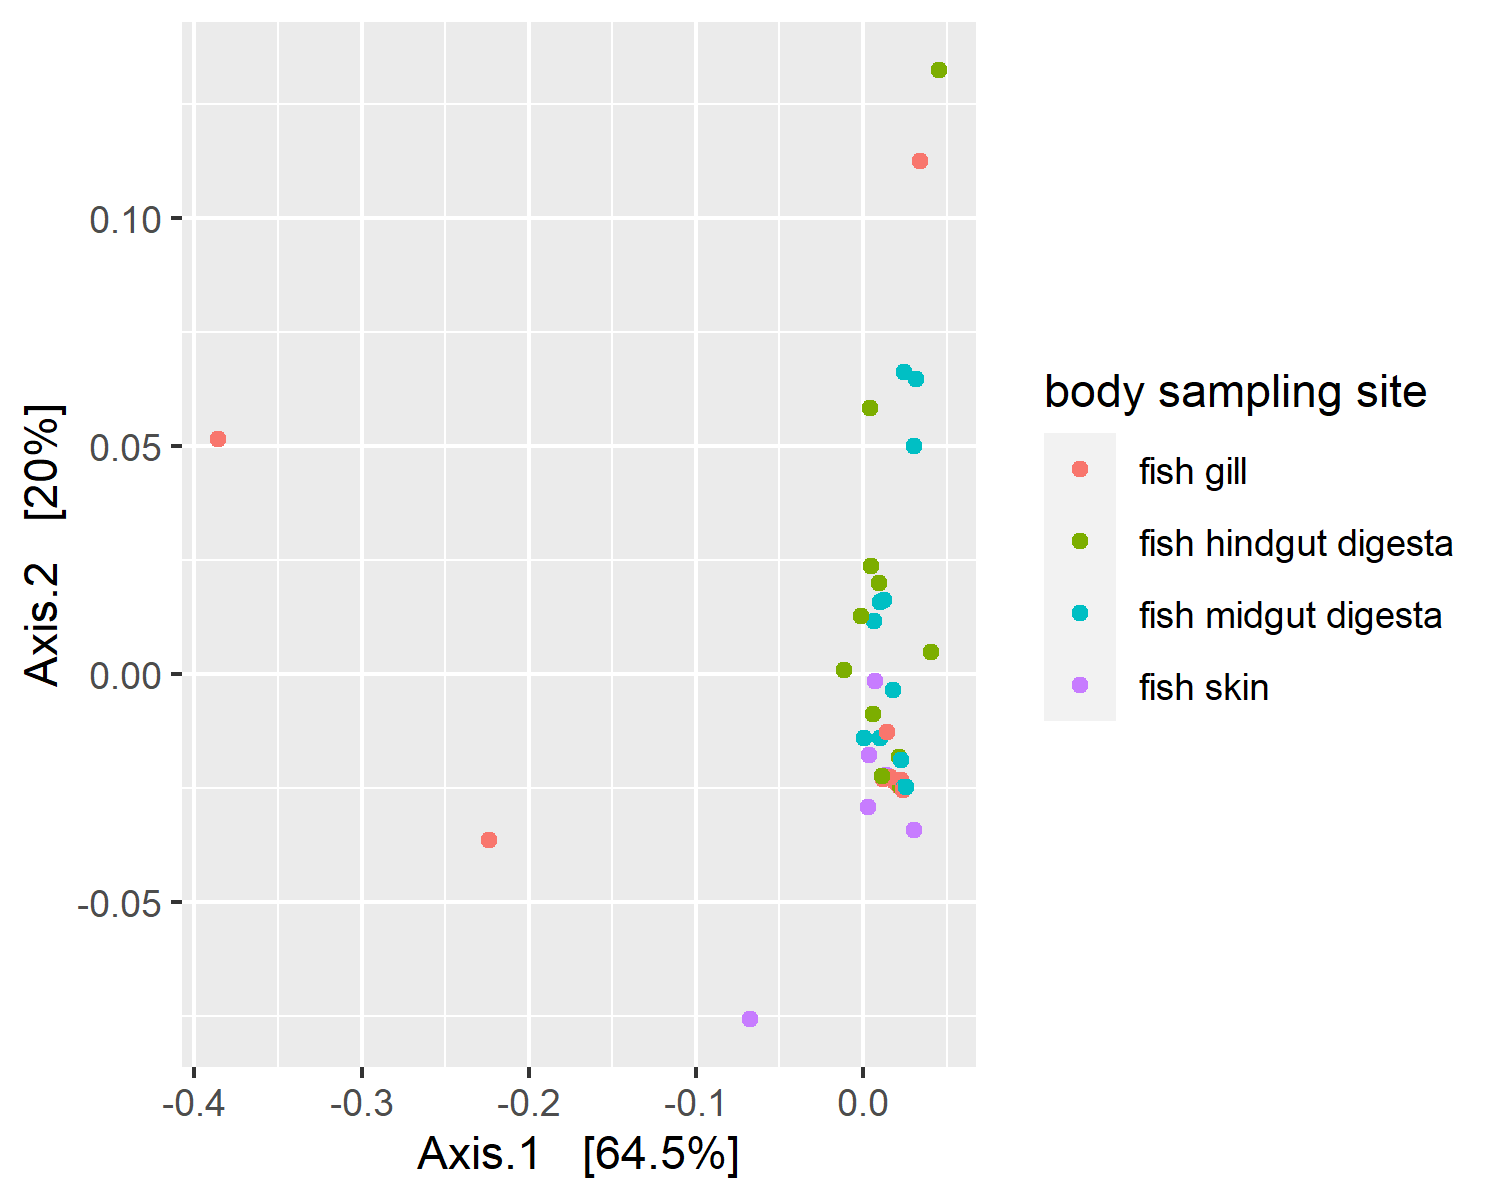 0.10
0.05
0.00
-0.05
Axis.2 [20%]
-0.4 -0.3 -0.2 -0.1 0.0
Axis.1 [64.5%]
body sampling site
fish gill
fish hindgut digesta
fish midgut digesta
fish skin